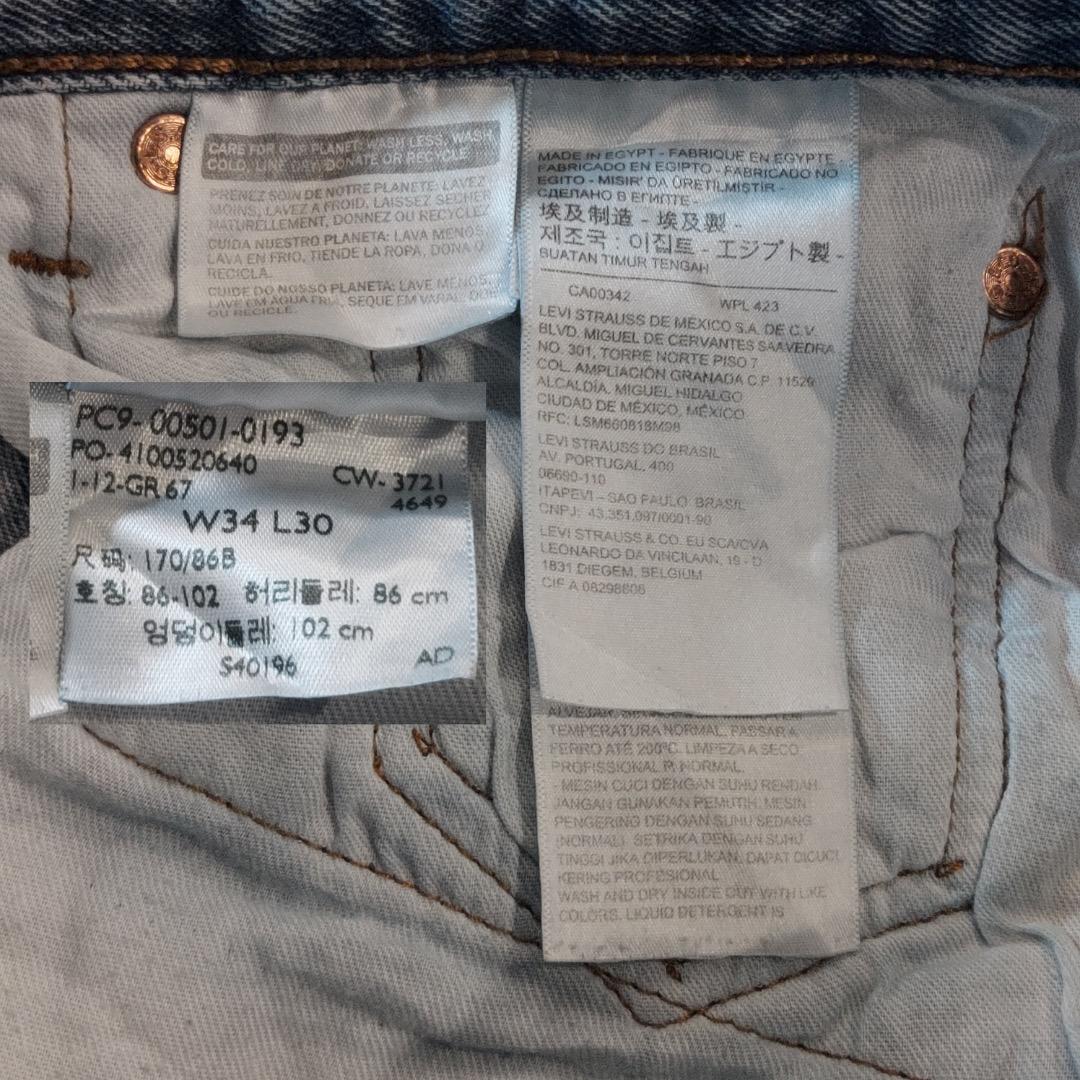 CARE FOR OUR PLANET: WASH LESS, WASH
COLD, LINE DRY, DONATE OR RECYCLE
PRENEZ SOIN DE NOTRE PLANETE: LAVEZ
MOINS, LAVEZ A FROID, LAISSEZ SECHER
NATURELLEMENT, DONNEZ OU RECYCLEZ
CUIDA NUESTRO PLANETA: LAVA MENOS,
LAVA EN FRIO, TIENDE LA ROPA, DONA O
RECICLA.
CUIDE DO NOSSO PLANETA: LAVE MENOS,
LAVE EM AGUA FRIA, SEQUE EM VARAL, DOE
OU RECICLE.
MADE IN EGYPT - FABRIQUE EN EGYPTE -
FABRICADO EN EGIPTO - FABRICADO NO
EGITO - MISIR' DA ÜRETILMIŞTIR -
СДЕЛАНО В ЕГИПТЕ -
埃及制造 - 埃及製 -
제조국 : 이집트 - エジプト製 -
BUATAN TIMUR TENGAH
CA00342 WPL 423
LEVI STRAUSS DE MÉXICO S.A. DE C.V.
BLVD. MIGUEL DE CERVANTES SAAVEDRA
NO. 301, TORRE NORTE PISO 7
COL. AMPLIACIÓN GRANADA C.P. 11529
ALCALDÍA, MIGUEL HIDALGO
CIUDAD DE MÉXICO, MÉXICO.
RFC: LSM660818M98
LEVI STRAUSS DO BRASIL
AV. PORTUGAL, 400
06690-110
ITAPEVI – SAO PAULO BRASIL
CNPJ: 43.351.097/0001-90
LEVI STRAUSS & CO. EU SCA/CVA
LEONORDO DA VINCILAAN, 19 - D
1831 DIEGEM, BELGIUM
CIF A 08298606
TEMPERATURA NORMAL. PASSAR A
FERRO ATÉ 200°C. LIMPEZA A SECO
PROFISSIONAL P, NORMAL.
- MESIN CUCI DENGAN SUHU RENDAH.
JANGAN GUNAKAN PEMUTIH. MESIN
PENGERING DENGAN SUHU SEDANG
(NORMAL). SETRIKA DENGAN SUHU
TINGGI JIKA DIPERLUKAN. DAPAT DICUCI
KERING PROFESIONAL
WASH AND DRY INSIDE OUT WITH LIKE
COLORS. LIQUID DETERGENT IS
PC9- 00501-0193
PO- 4100520640
1-12-GR 67 CW- 3721
4649
W34 L30
尺码: 170/86B
호칭: 86-102 허리둘레: 86 cm
엉덩이둘레: 102 cm
S40196 AD